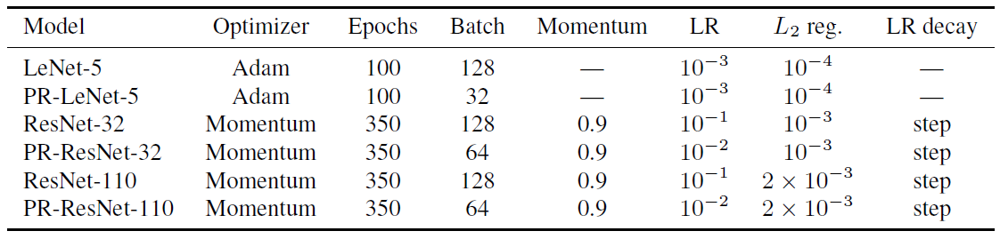 Model Optimizer Epochs Batch Momentum LR L₂ reg. LR decay
LeNet-5 Adam 100 128 — 10⁻³ 10⁻⁴ —
PR-LeNet-5 Adam 100 32 — 10⁻³ 10⁻⁴ —
ResNet-32 Momentum 350 128 0.9 10⁻¹ 10⁻³ step
PR-ResNet-32 Momentum 350 64 0.9 10⁻² 10⁻³ step
ResNet-110 Momentum 350 128 0.9 10⁻¹ 2 × 10⁻³ step
PR-ResNet-110 Momentum 350 64 0.9 10⁻² 2 × 10⁻³ step